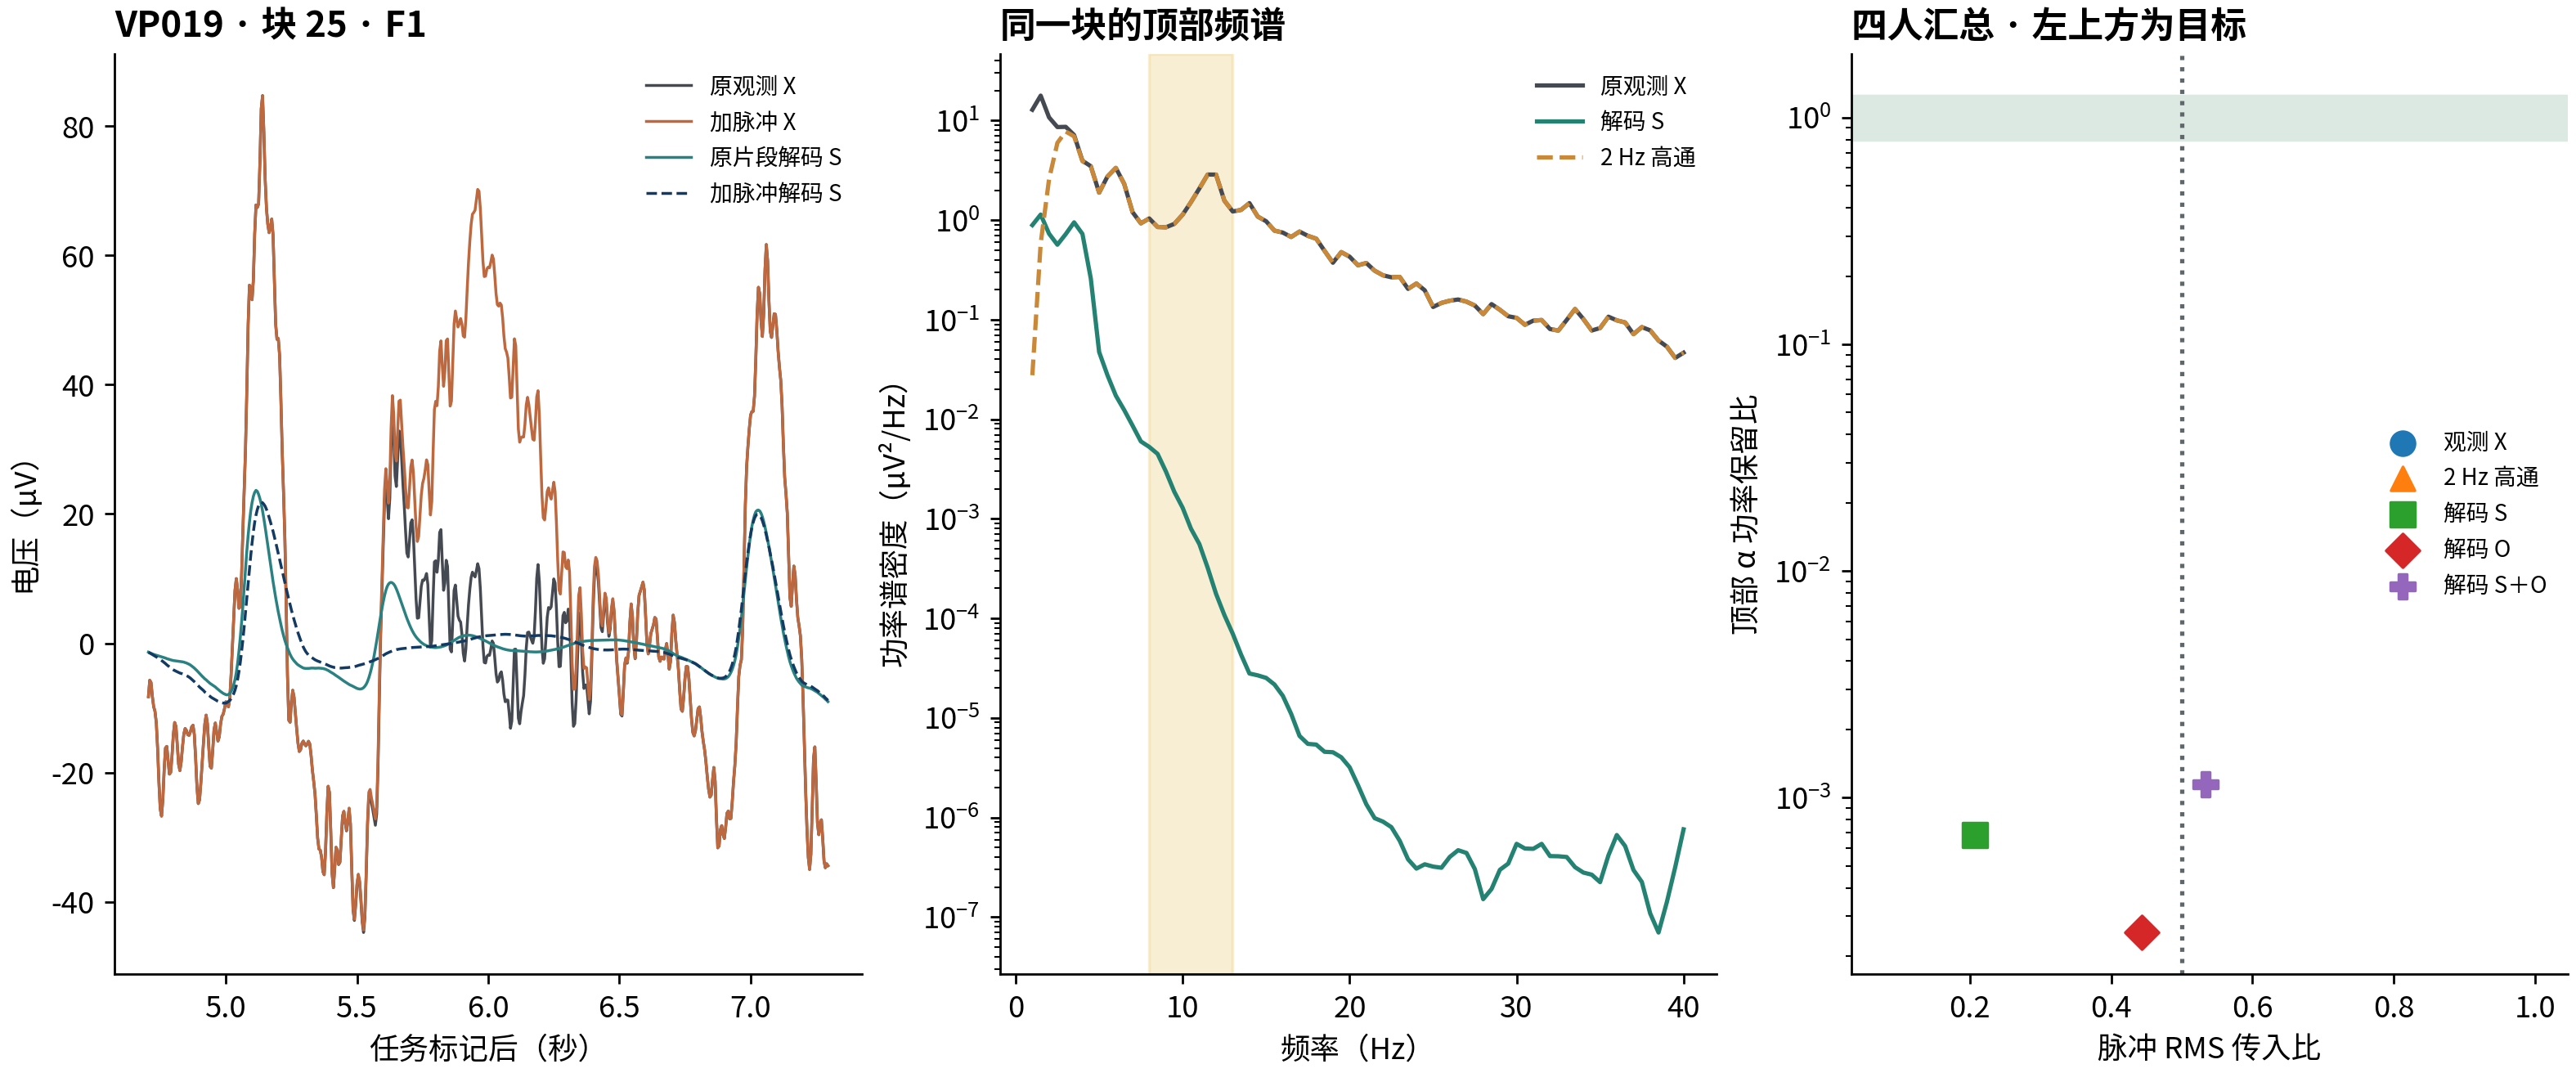 VP019 · 块 25 · F1
原观测 X
加脉冲 X
原片段解码 S
加脉冲解码 S
电压（μV）
80
60
40
20
0
-20
-40
5.0 5.5 6.0 6.5 7.0
任务标记后（秒）
同一块的顶部频谱
原观测 X
解码 S
2 Hz 高通
功率谱密度（μV²/Hz）
10¹
10⁰
10⁻¹
10⁻²
10⁻³
10⁻⁴
10⁻⁵
10⁻⁶
10⁻⁷
0 10 20 30 40
频率（Hz）
四人汇总 · 左上方为目标
观测 X
2 Hz 高通
解码 S
解码 O
解码 S＋O
顶部 α 功率保留比
10⁰
10⁻¹
10⁻²
10⁻³
0.2 0.4 0.6 0.8 1.0
脉冲 RMS 传入比